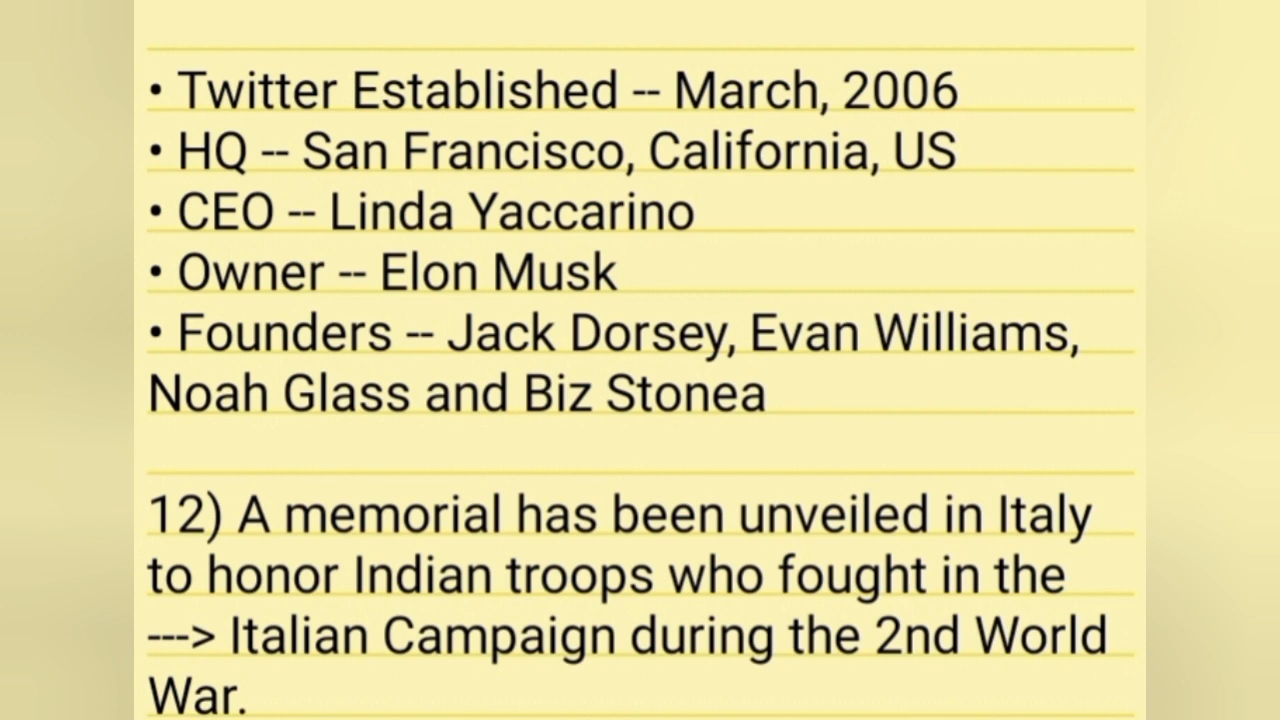 • Twitter Established -- March, 2006
• HQ -- San Francisco, California, US
• CEO -- Linda Yaccarino
• Owner -- Elon Musk
• Founders -- Jack Dorsey, Evan Williams,
Noah Glass and Biz Stonea
12) A memorial has been unveiled in Italy
to honor Indian troops who fought in the
---> Italian Campaign during the 2nd World
War.